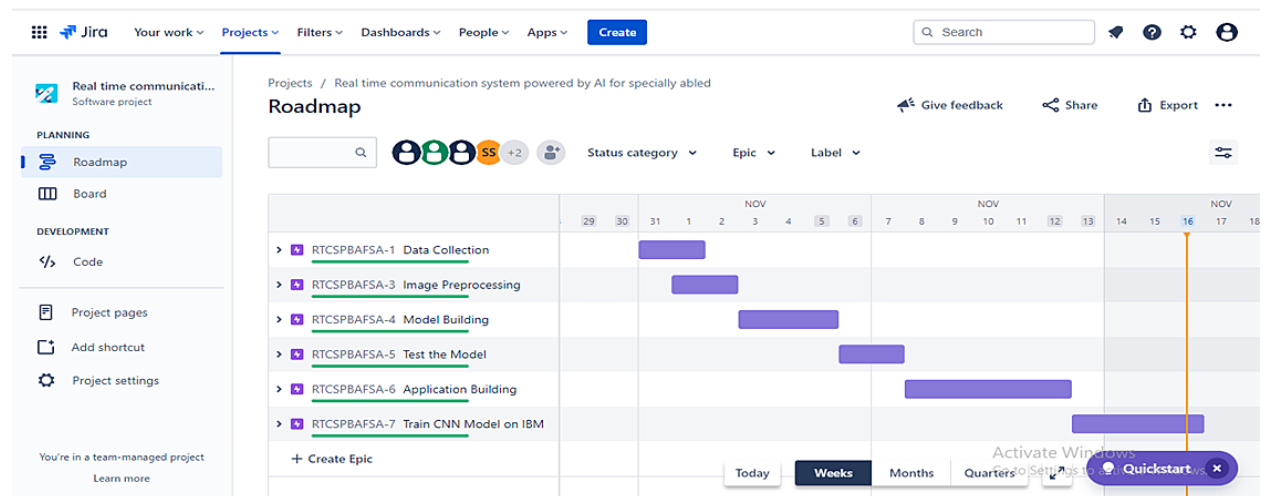 Jira Your work Projects Filters Dashboards People Apps Create Search
Real time communicati...
Software project
PLANNING
Roadmap
Board
DEVELOPMENT
Code
Project pages
Add shortcut
Project settings
You're in a team-managed project
Learn more
Projects / Real time communication system powered by AI for specially abled
Roadmap
Give feedback Share Export
SS +2 Status category Epic Label
NOV NOV NOV
29 30 31 1 2 3 4 5 6 7 8 9 10 11 12 13 14 15 16 17 18
RTCSPBAFSA-1 Data Collection
RTCSPBAFSA-3 Image Preprocessing
RTCSPBAFSA-4 Model Building
RTCSPBAFSA-5 Test the Model
RTCSPBAFSA-6 Application Building
RTCSPBAFSA-7 Train CNN Model on IBM
+ Create Epic
Activate Windows
Go to Settings to
Today Weeks Months Quarters Quickstart